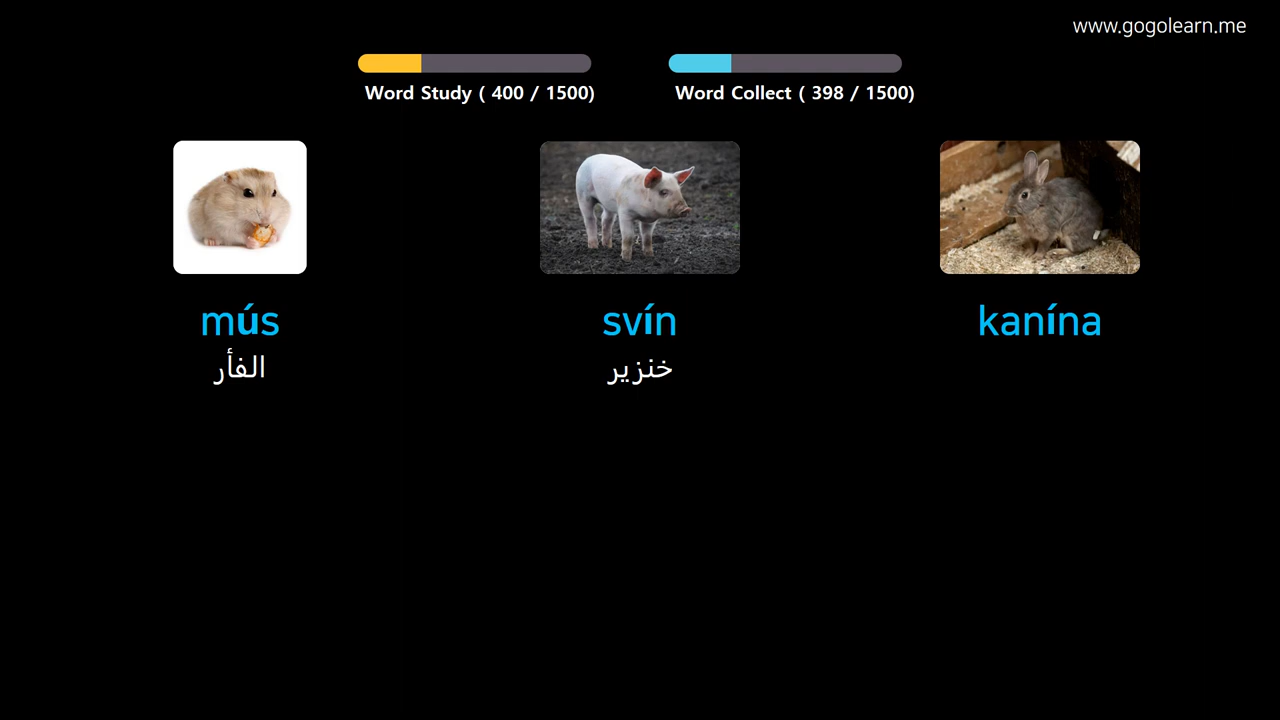 www.gogolearn.me
Word Study ( 400 / 1500)
Word Collect ( 398 / 1500)
mús
svín
kanína
الفأر
خنزير